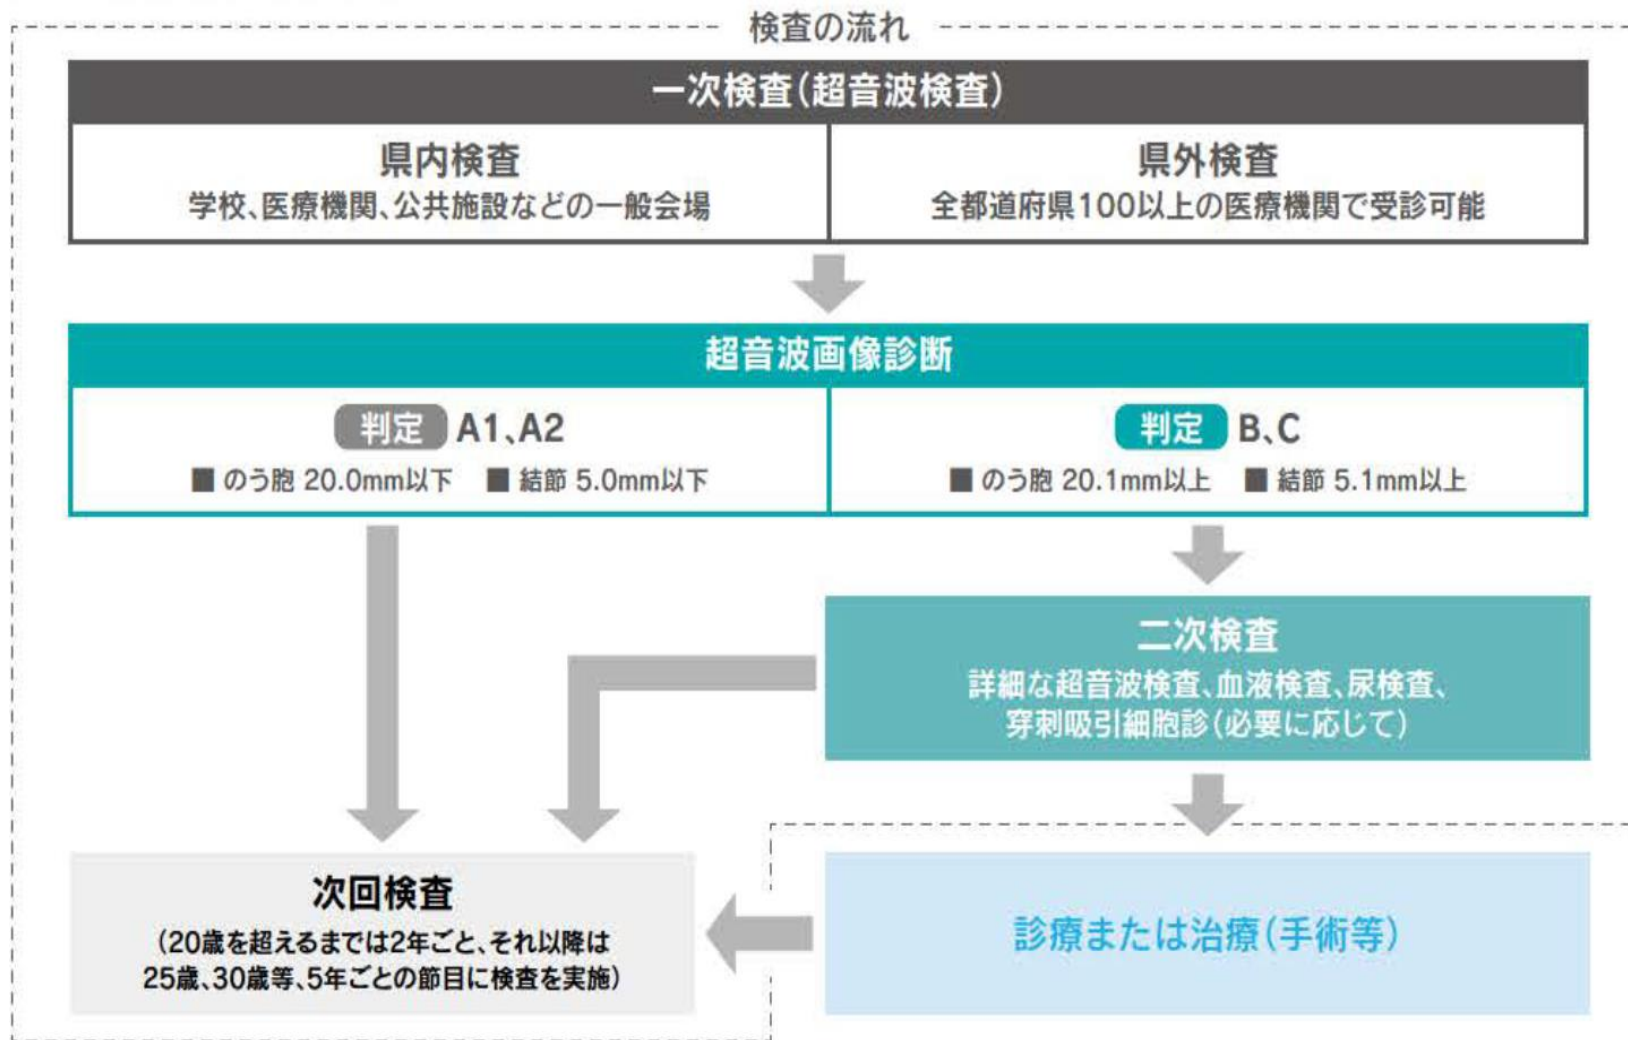 検査の流れ
一次検査(超音波検査)
県内検査
学校、医療機関、公共施設などの一般会場
県外検査
全都道府県100以上の医療機関で受診可能
超音波画像診断
判定 A1、A2
■ のう胞 20.0mm以下 ■ 結節 5.0mm以下
判定 B、C
■ のう胞 20.1mm以上 ■ 結節 5.1mm以上
二次検査
詳細な超音波検査、血液検査、尿検査、
穿刺吸引細胞診(必要に応じて)
次回検査
(20歳を超えるまでは2年ごと、それ以降は
25歳、30歳等、5年ごとの節目に検査を実施)
診療または治療(手術等)